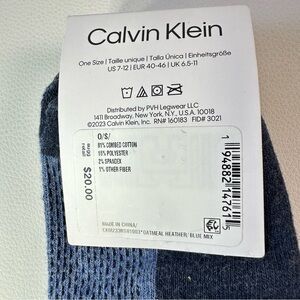 Calvin Klein
One Size | Taille unique | Talla Única | Einheitsgröße
US 7-12 | EUR 40-46 | UK 6.5-11
Distributed by PVH Legwear LLC
1411 Broadway, New York, N.Y., U.S.A. 10018
©2023 Calvin Klein, Inc. RN# 160183 FID# 3021
O/S/
81% COMBED COTTON
15% POLYESTER
2% SPANDEX
1% OTHER FIBER
$20.00
MADE IN CHINA/
OATMEAL HEATHER/ BLUE MIX